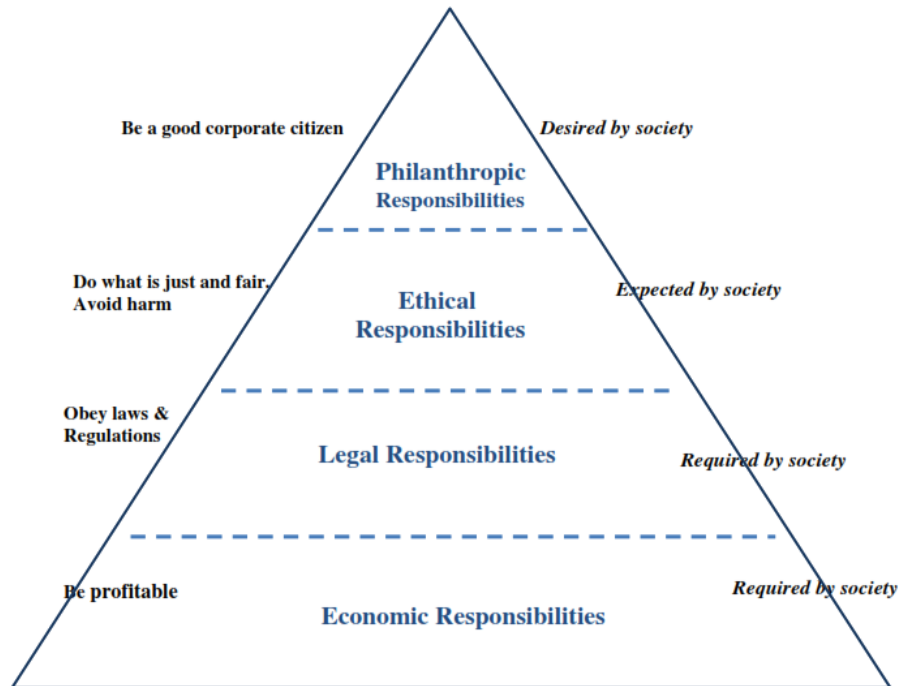 Be a good corporate citizen
Desired by society
Philanthropic
Responsibilities
Do what is just and fair,
Avoid harm
Expected by society
Ethical
Responsibilities
Obey laws &
Regulations
Legal Responsibilities
Required by society
Be profitable
Required by society
Economic Responsibilities